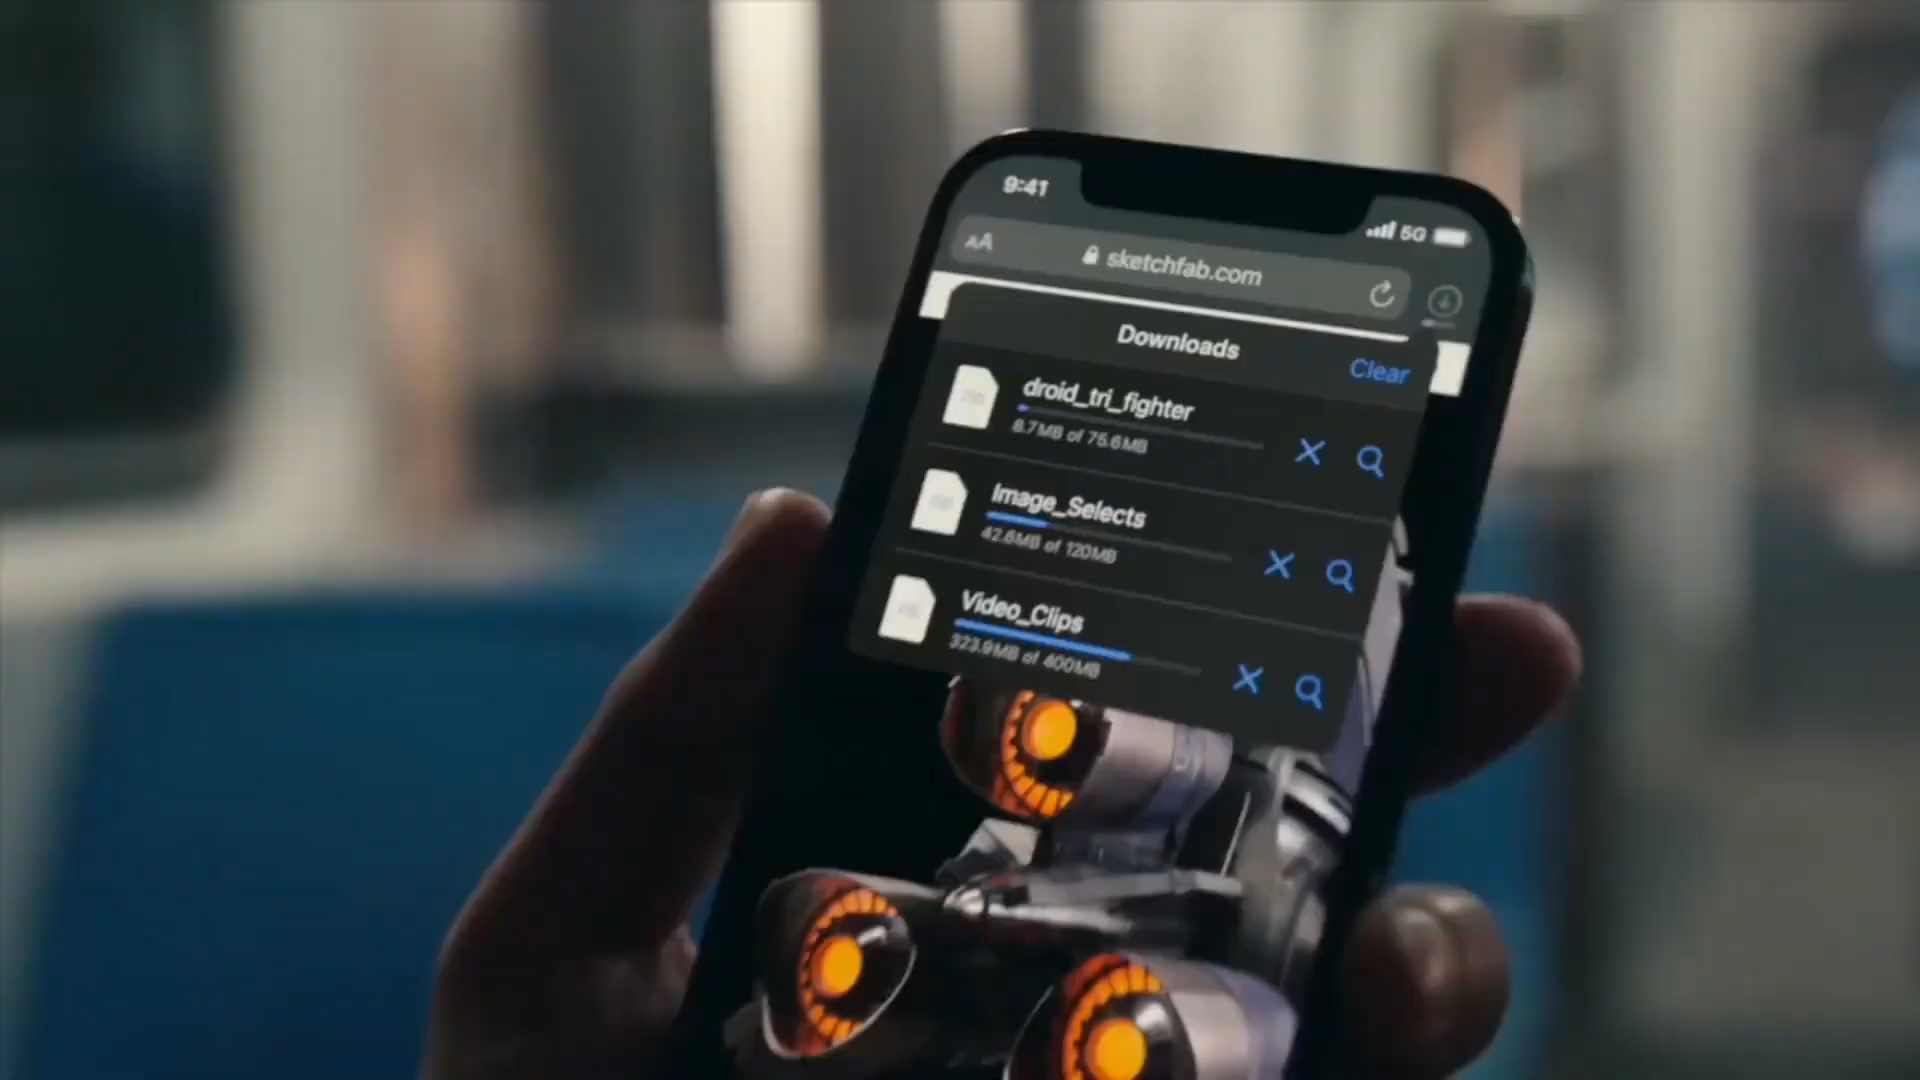 9:41
5G
AA
sketchfab.com
Downloads
Clear
droid_tri_fighter
8.7MB of 75.6MB
Image_Selects
42.6MB of 120MB
Video_Clips
323.9MB of 400MB